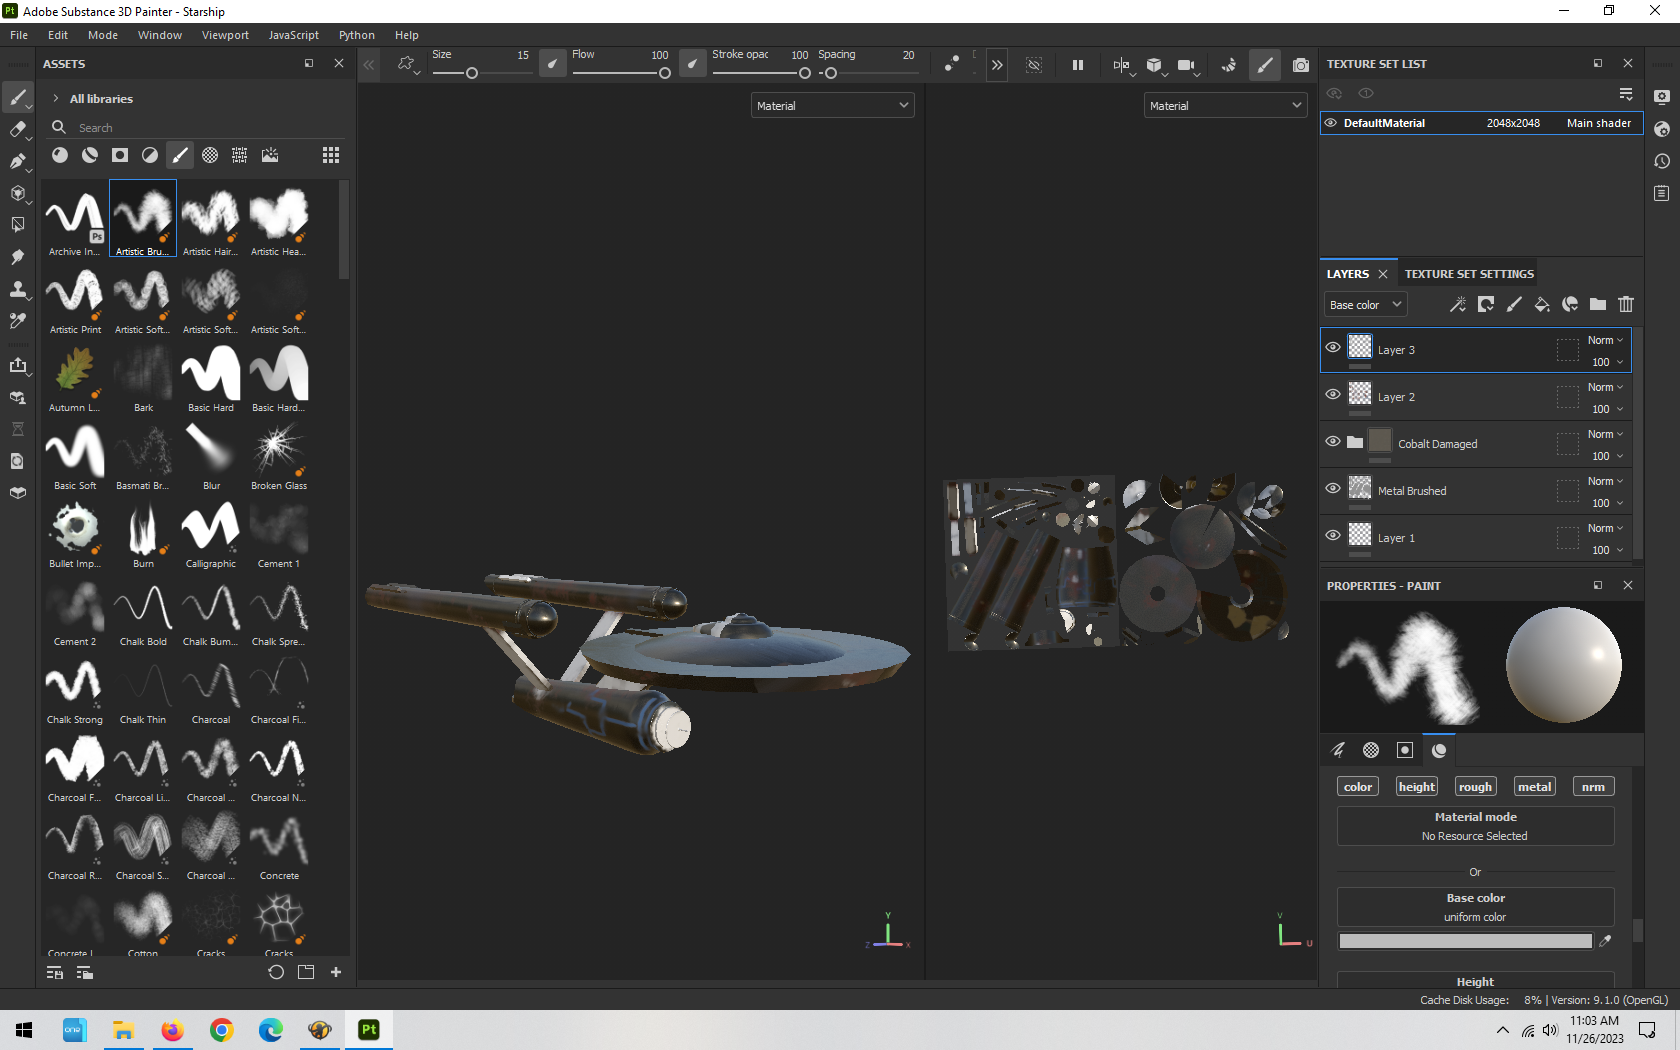 Pt Adobe Substance 3D Painter - Starship
File Edit Mode Window Viewport JavaScript Python Help
ASSETS
All libraries
Search
Archive In...
Artistic Bru...
Artistic Hair...
Artistic Hea...
Ps
Artistic Print
Artistic Soft...
Artistic Soft...
Artistic Soft...
Autumn L...
Bark
Basic Hard
Basic Hard...
Basic Soft
Basmati Br...
Blur
Broken Glass
Bullet Imp...
Burn
Calligraphic
Cement 1
Cement 2
Chalk Bold
Chalk Bum...
Chalk Spre...
Chalk Strong
Chalk Thin
Charcoal
Charcoal Fi...
Charcoal F...
Charcoal Li...
Charcoal ...
Charcoal N...
Charcoal R...
Charcoal S...
Charcoal ...
Concrete
Concrete L
Cotton
Cracks
Cracks
Size 15
Flow 100
Stroke opac 100
Spacing 20
Material
Material
Y
Z X
V
U
TEXTURE SET LIST
DefaultMaterial 2048x2048 Main shader
LAYERS
TEXTURE SET SETTINGS
Base color
Layer 3 Norm 100
Layer 2 Norm 100
Cobalt Damaged Norm 100
Metal Brushed Norm 100
Layer 1 Norm 100
PROPERTIES - PAINT
color height rough metal nrm
Material mode
No Resource Selected
Or
Base color
uniform color
Height
Cache Disk Usage: 8% | Version: 9.1.0 (OpenGL)
one
Pt
11:03 AM
11/26/2023